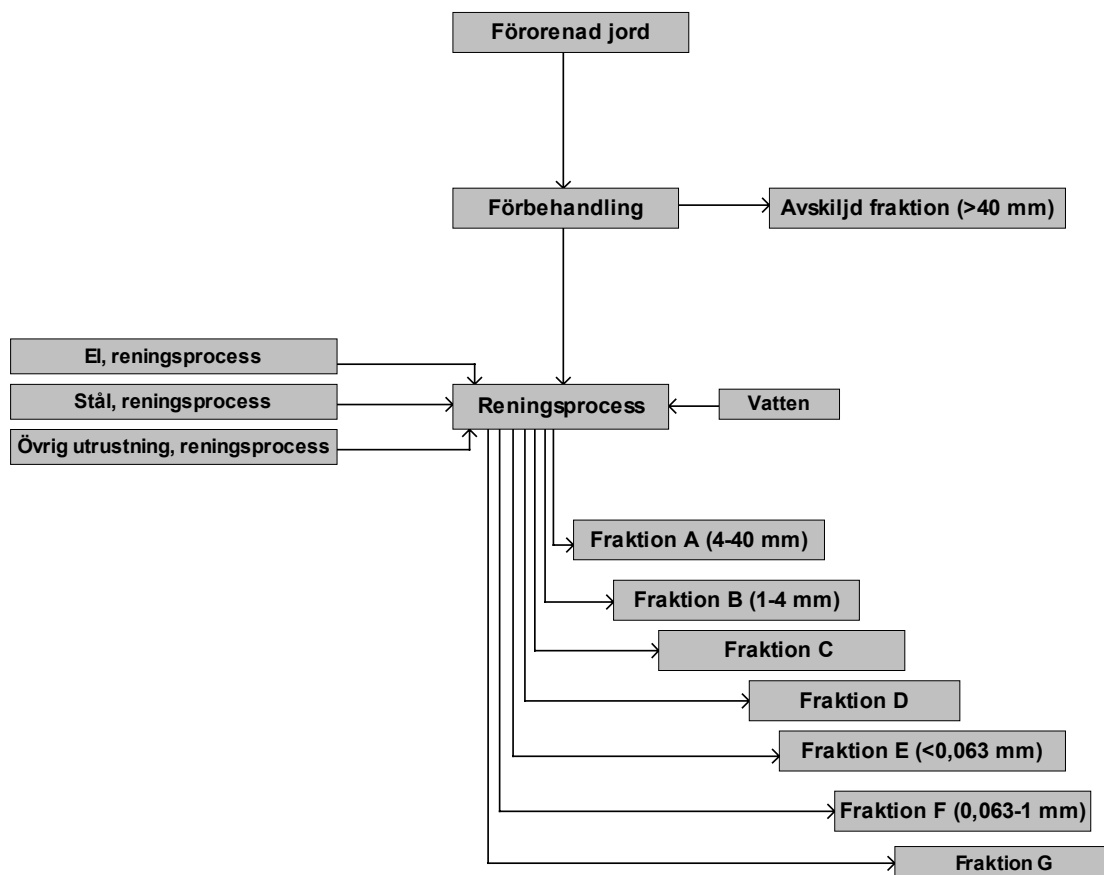 Förorenad jord
Förbehandling
Avskiljd fraktion (>40 mm)
El, reningsprocess
Stål, reningsprocess
Övrig utrustning, reningsprocess
Reningsprocess
Vatten
Fraktion A (4-40 mm)
Fraktion B (1-4 mm)
Fraktion C
Fraktion D
Fraktion E (<0,063 mm)
Fraktion F (0,063-1 mm)
Fraktion G